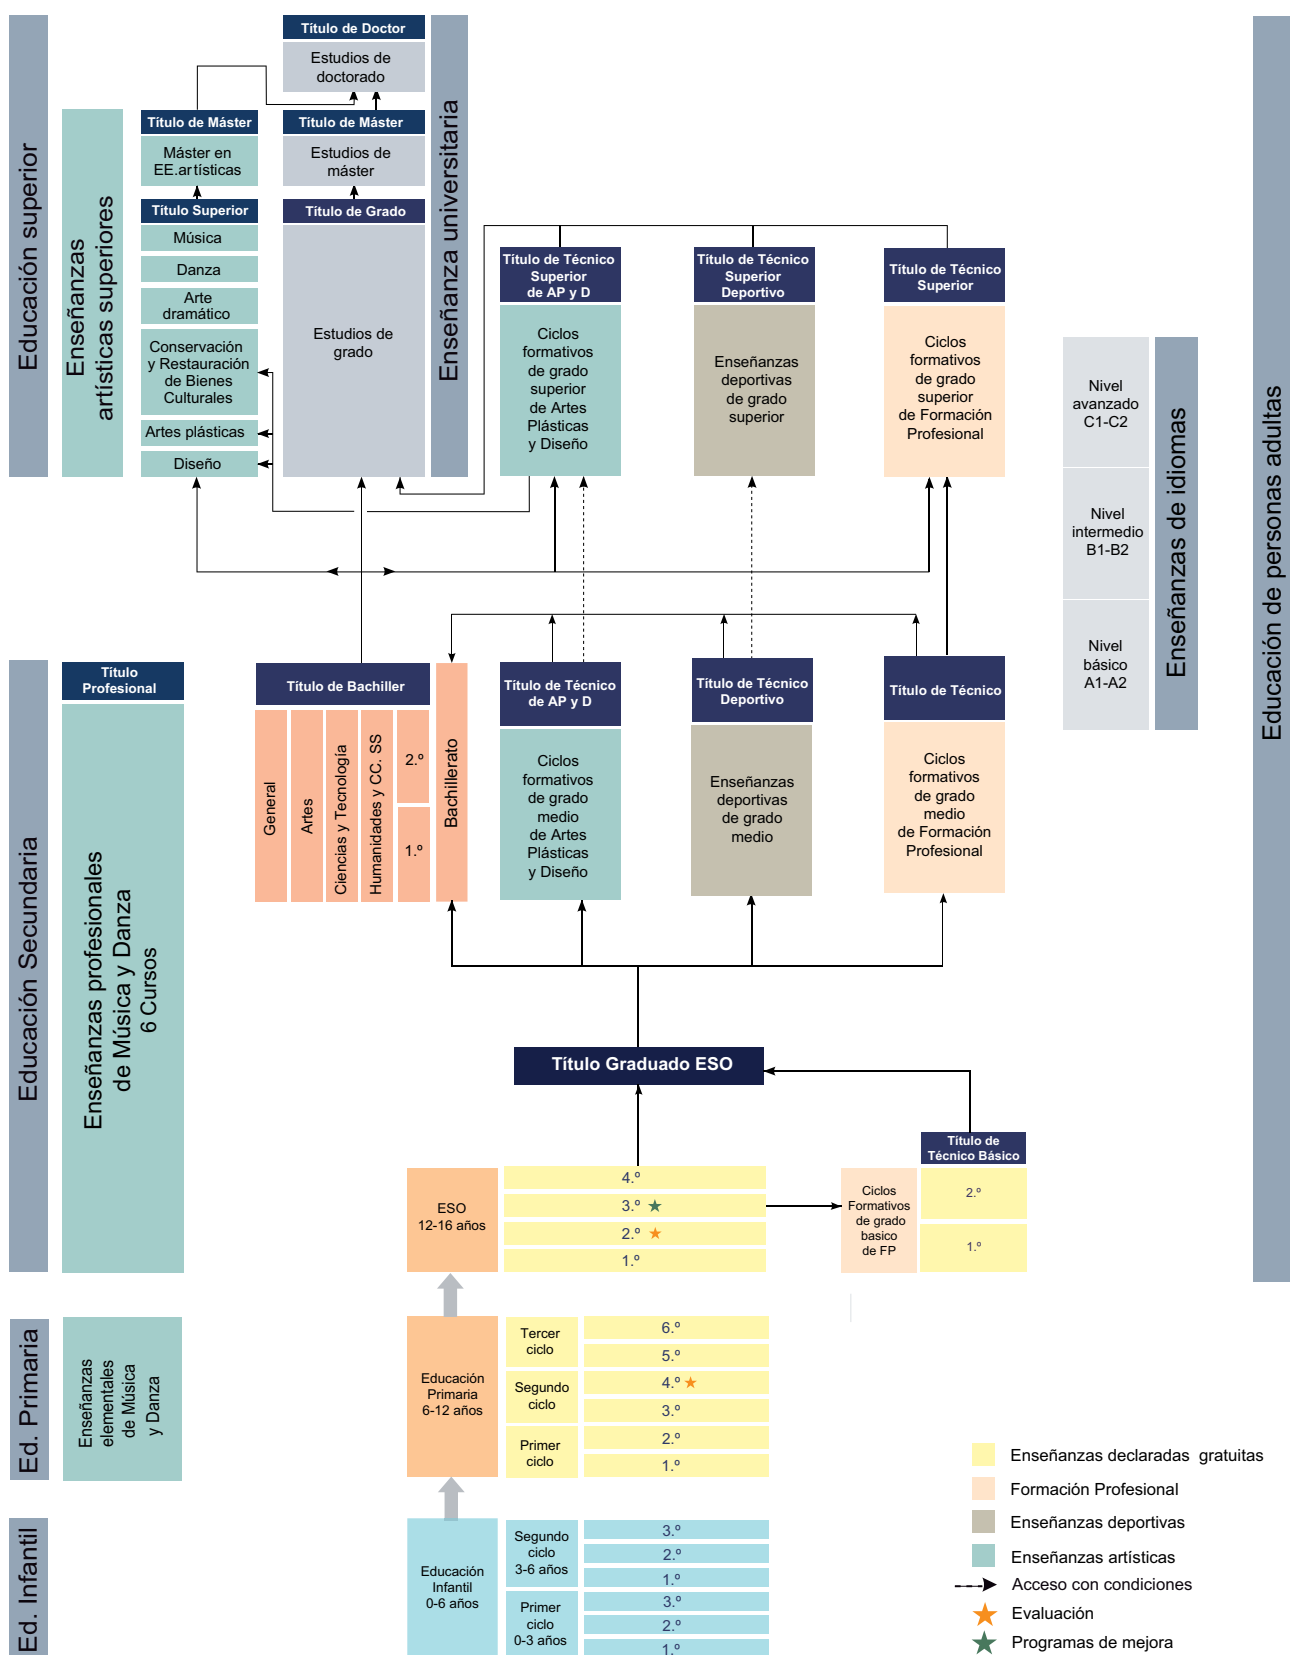 Educación superior
Enseñanzas
artísticas superiores
Título de Doctor
Estudios de
doctorado
Título de Máster
Máster en
EE.artísticas
Título de Máster
Estudios de
máster
Título Superior
Música
Danza
Arte
dramático
Conservación
y Restauración
de Bienes
Culturales
Artes plásticas
Diseño
Título de Grado
Estudios de
grado
Enseñanza universitaria
Título de Técnico
Superior
de AP y D
Ciclos
formativos
de grado
superior
de Artes
Plásticas
y Diseño
Título de Técnico
Superior
Deportivo
Enseñanzas
deportivas
de grado
superior
Título de Técnico
Superior
Ciclos
formativos
de grado
superior
de Formación
Profesional
Nivel
avanzado
C1-C2
Nivel
intermedio
B1-B2
Nivel
básico
A1-A2
Enseñanzas de idiomas
Educación de personas adultas
Educación Secundaria
Título
Profesional
Enseñanzas profesionales
de Música y Danza
6 Cursos
Título de Bachiller
General
Artes
Ciencias y Tecnología
Humanidades y CC. SS
2.º
1.º
Bachillerato
Título de Técnico
de AP y D
Ciclos
formativos
de grado
medio
de Artes
Plásticas
y Diseño
Título de Técnico
Deportivo
Enseñanzas
deportivas
de grado
medio
Título de Técnico
Ciclos
formativos
de grado
medio
de Formación
Profesional
Título Graduado ESO
ESO
12-16 años
4.º
3.º
2.º
1.º
Ciclos
Formativos
de grado
basico
de FP
Título de
Técnico Básico
2.º
1.º
Ed. Primaria
Enseñanzas
elementales
de Música
y Danza
Educación
Primaria
6-12 años
Tercer
ciclo
6.º
5.º
Segundo
ciclo
4.º
3.º
Primer
ciclo
2.º
1.º
Ed. Infantil
Educación
Infantil
0-6 años
Segundo
ciclo
3-6 años
3.º
2.º
1.º
Primer
ciclo
0-3 años
3.º
2.º
1.º
Enseñanzas declaradas gratuitas
Formación Profesional
Enseñanzas deportivas
Enseñanzas artísticas
Acceso con condiciones
Evaluación
Programas de mejora